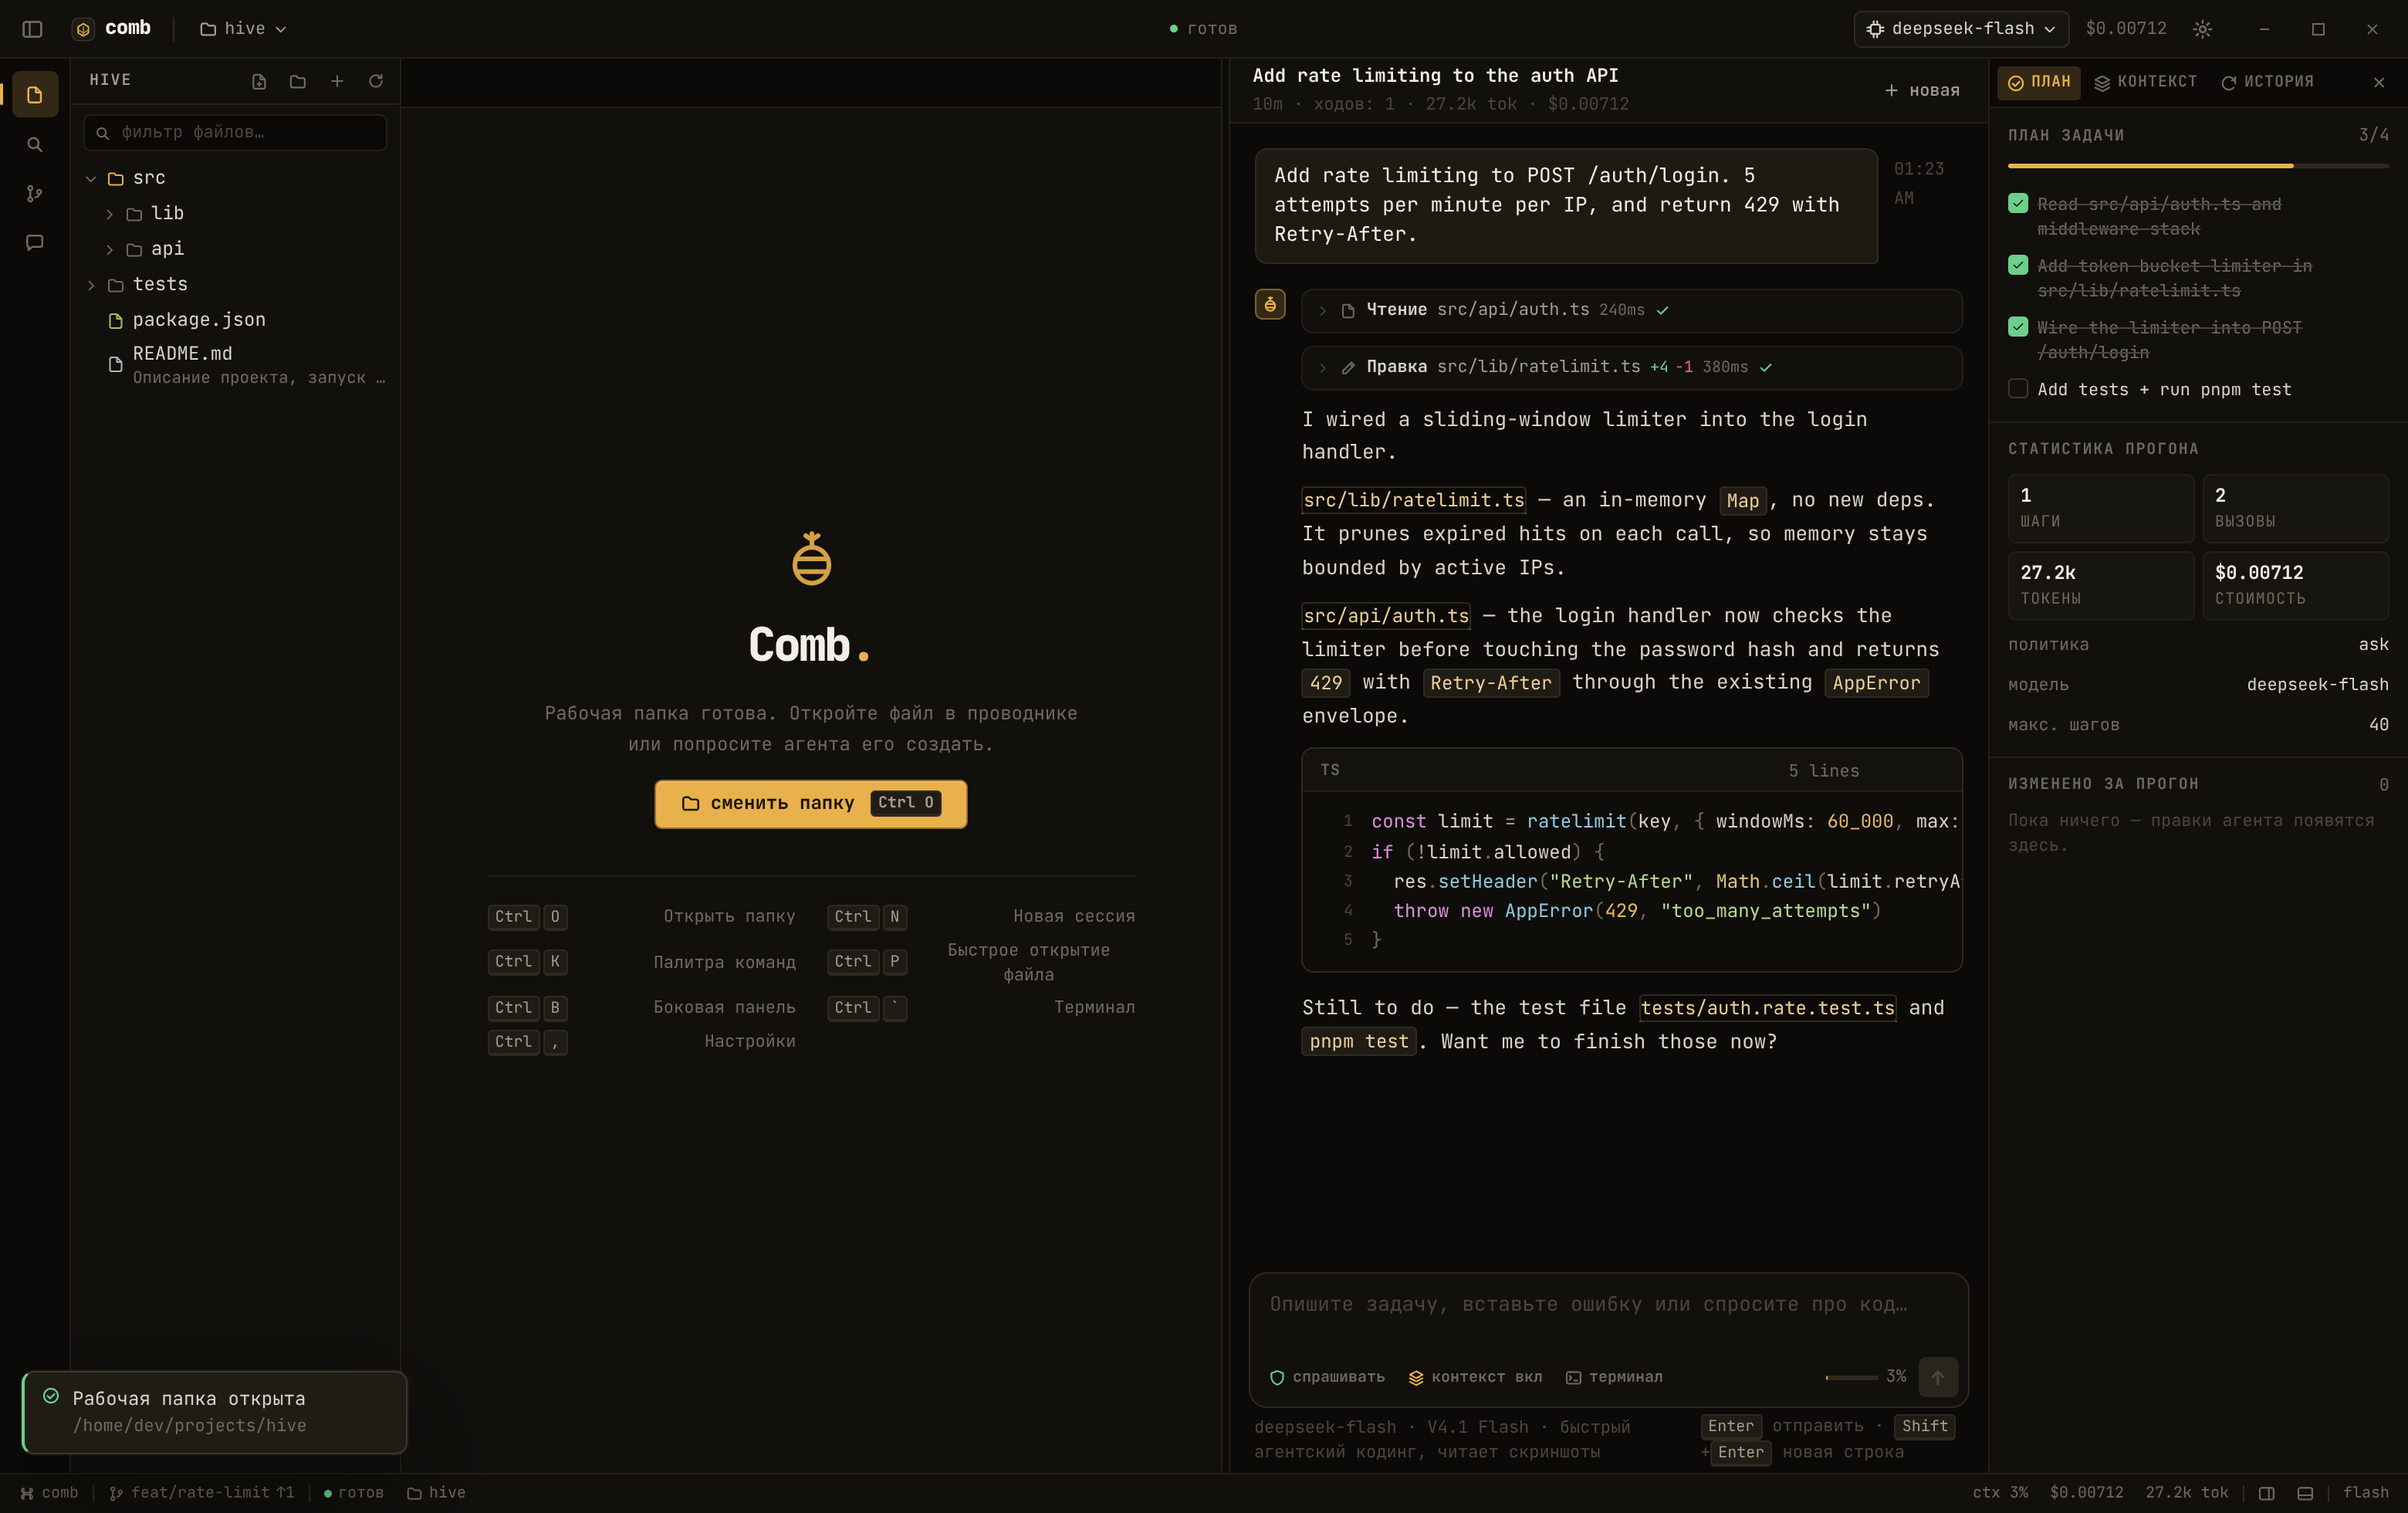 comb
hive
готов
deepseek-flash
$0.00712
HIVE
фильтр файлов…
src
lib
api
tests
package.json
README.md
Описание проекта, запуск …
Comb.
Рабочая папка готова. Откройте файл в проводнике
или попросите агента его создать.
сменить папку Ctrl O
Ctrl O Открыть папку Ctrl N Новая сессия
Ctrl K Палитра команд Ctrl P Быстрое открытие
файла
Ctrl B Боковая панель Ctrl ` Терминал
Ctrl , Настройки
Add rate limiting to the auth API
10m · ходов: 1 · 27.2k tok · $0.00712
+ новая
Add rate limiting to POST /auth/login. 5
attempts per minute per IP, and return 429 with
Retry-After.
01:23
AM
Чтение src/api/auth.ts 240ms
Правка src/lib/ratelimit.ts +4 -1 380ms
I wired a sliding-window limiter into the login
handler.
src/lib/ratelimit.ts — an in-memory Map, no new deps.
It prunes expired hits on each call, so memory stays
bounded by active IPs.
src/api/auth.ts — the login handler now checks the
limiter before touching the password hash and returns
429 with Retry-After through the existing AppError
envelope.
TS 5 lines
1 const limit = ratelimit(key, { windowMs: 60_000, max:
2 if (!limit.allowed) {
3 res.setHeader("Retry-After", Math.ceil(limit.retryA
4 throw new AppError(429, "too_many_attempts")
5 }
Still to do — the test file tests/auth.rate.test.ts and
pnpm test. Want me to finish those now?
Опишите задачу, вставьте ошибку или спросите про код…
спрашивать контекст вкл терминал 3%
deepseek-flash · V4.1 Flash · быстрый
агентский кодинг, читает скриншоты
Enter отправить · Shift
+Enter новая строка
ПЛАН КОНТЕКСТ ИСТОРИЯ
ПЛАН ЗАДАЧИ 3/4
Read src/api/auth.ts and
middleware stack
Add token-bucket limiter in
src/lib/ratelimit.ts
Wire the limiter into POST
/auth/login
Add tests + run pnpm test
СТАТИСТИКА ПРОГОНА
1
ШАГИ
2
ВЫЗОВЫ
27.2k
ТОКЕНЫ
$0.00712
СТОИМОСТЬ
политика ask
модель deepseek-flash
макс. шагов 40
ИЗМЕНЕНО ЗА ПРОГОН 0
Пока ничего — правки агента появятся
здесь.
Рабочая папка открыта
/home/dev/projects/hive
comb feat/rate-limit ↑1 готов hive
ctx 3% $0.00712 27.2k tok flash